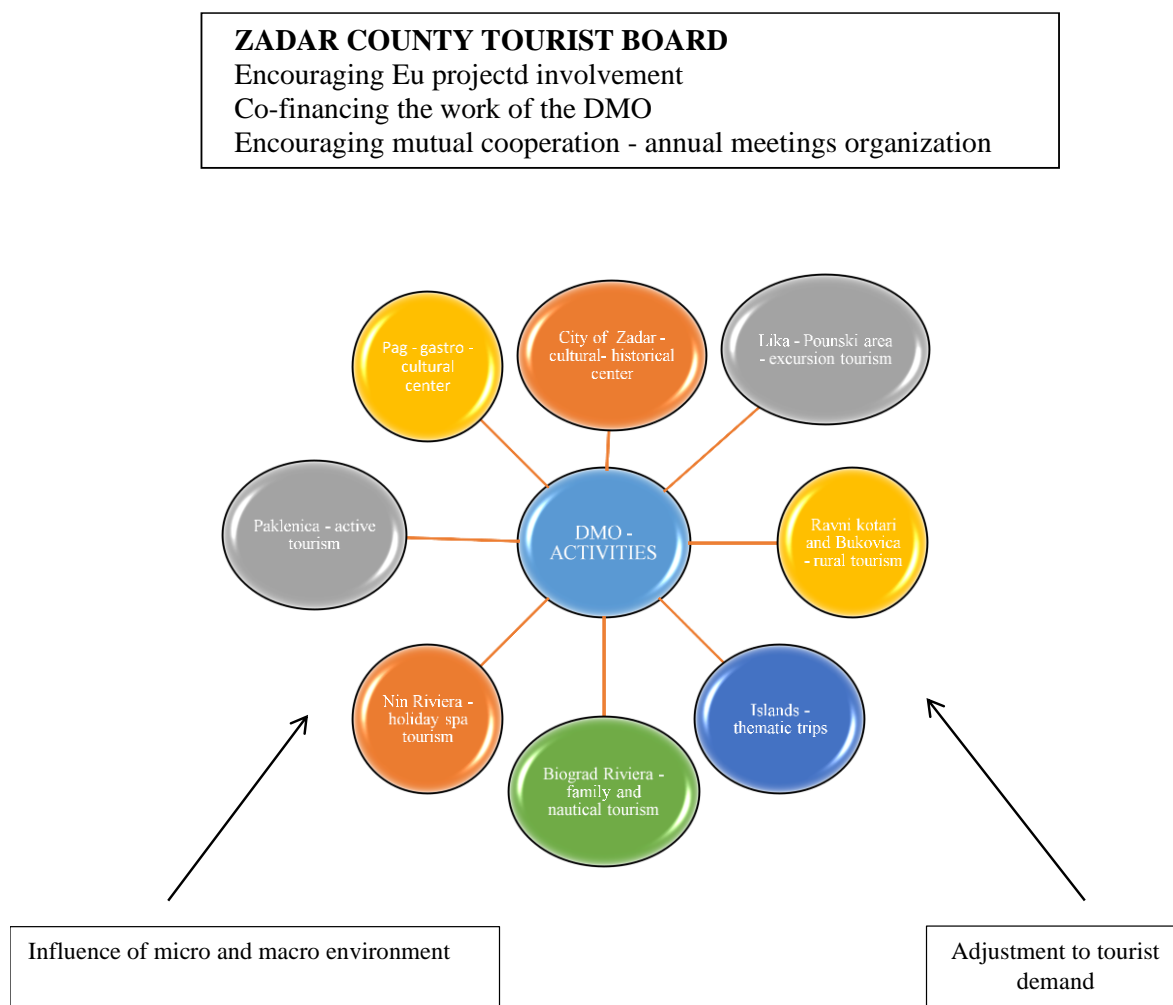 ZADAR COUNTY TOURIST BOARD
Encouraging Eu projectd involvement
Co-financing the work of the DMO
Encouraging mutual cooperation - annual meetings organization
Pag - gastro -
cultural
center
City of Zadar -
cultural- historical
center
Lika - Pounski area
- excursion tourism
Paklenica - active
tourism
DMO -
ACTIVITIES
Ravni kotari
and Bukovica
- rural tourism
Nin Riviera -
holiday spa
tourism
Biograd Riviera -
family and
nautical tourism
Islands -
thematic trips
Influence of micro and macro environment
Adjustment to tourist
demand